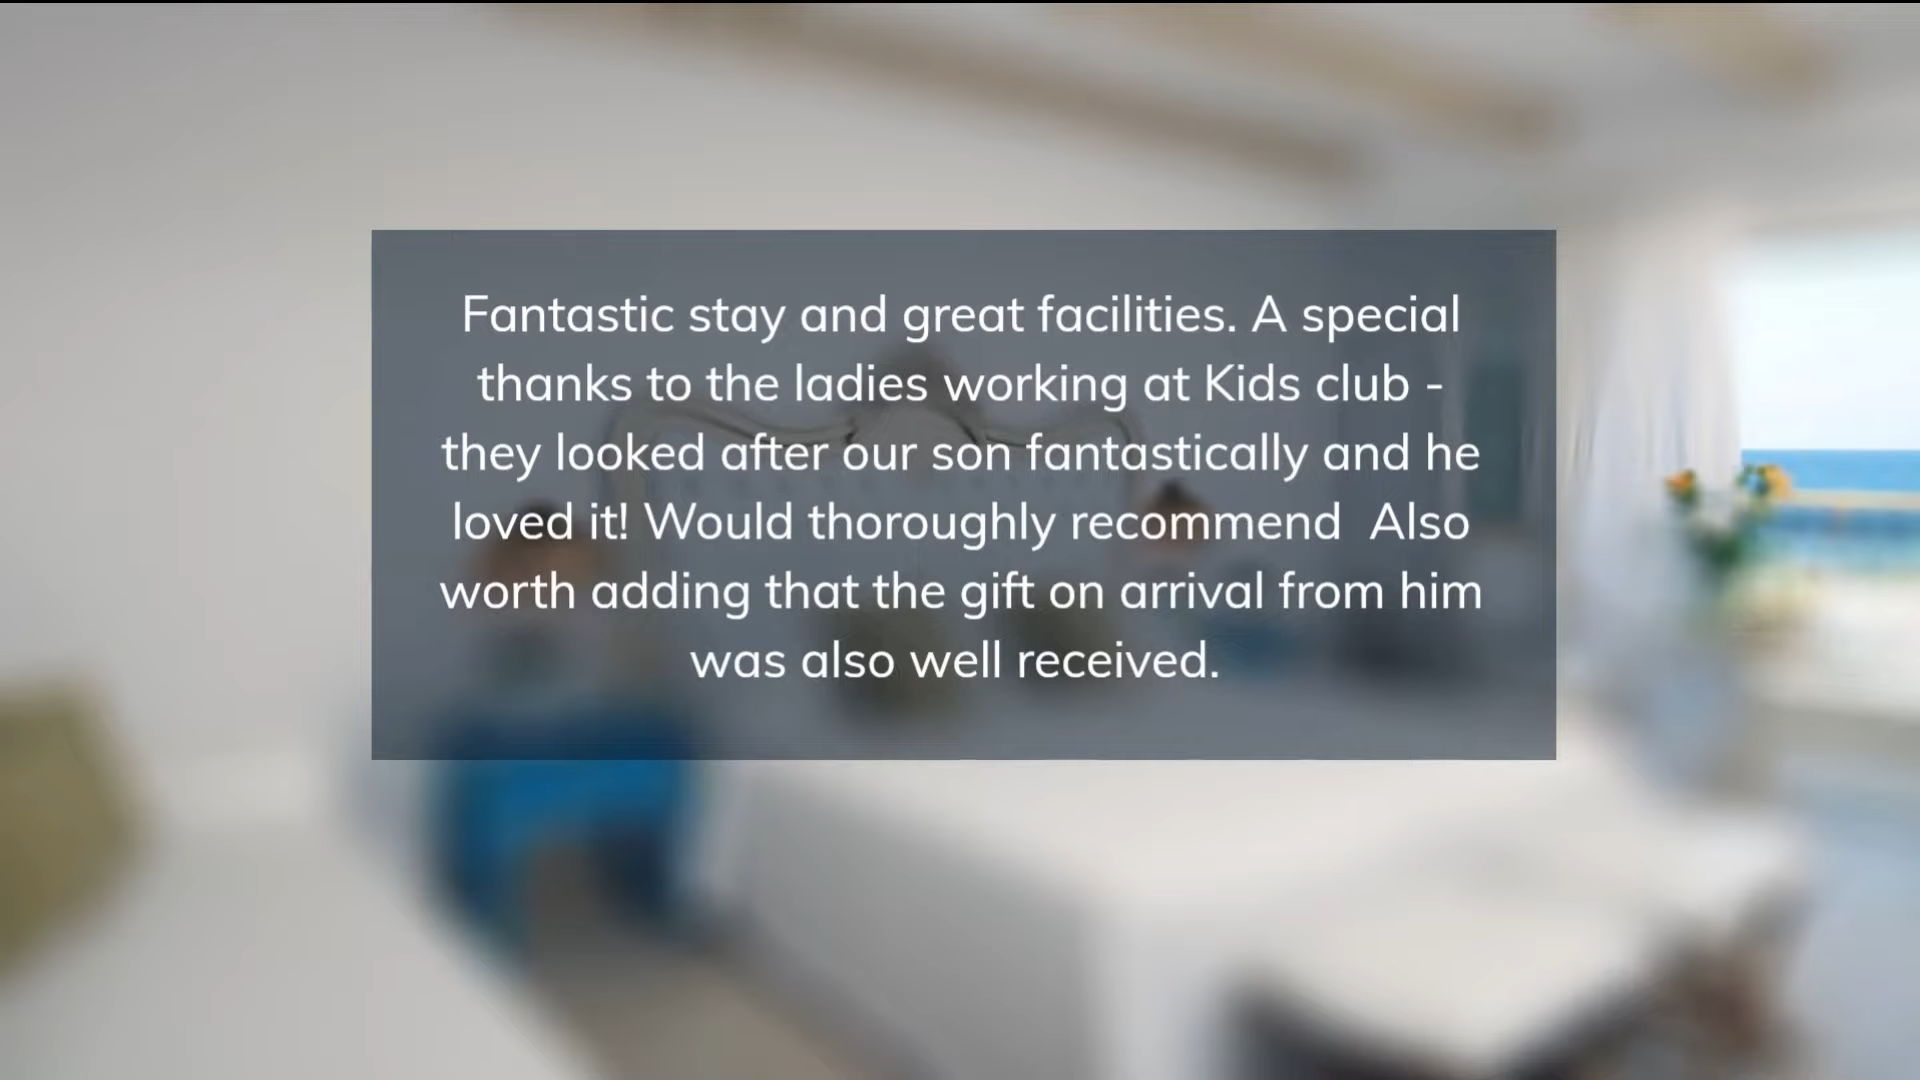 Fantastic stay and great facilities. A special
thanks to the ladies working at Kids club -
they looked after our son fantastically and he
loved it! Would thoroughly recommend  Also
worth adding that the gift on arrival from him
was also well received.